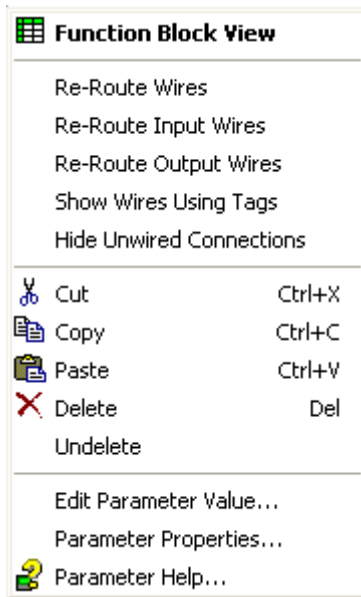 Function Block View
Re-Route Wires
Re-Route Input Wires
Re-Route Output Wires
Show Wires Using Tags
Hide Unwired Connections
Cut Ctrl+X
Copy Ctrl+C
Paste Ctrl+V
Delete Del
Undelete
Edit Parameter Value...
Parameter Properties...
Parameter Help...